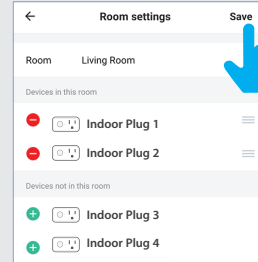 Room settings Save
Room Living Room
Devices in this room
Indoor Plug 1
Indoor Plug 2
Devices not in this room
Indoor Plug 3
Indoor Plug 4